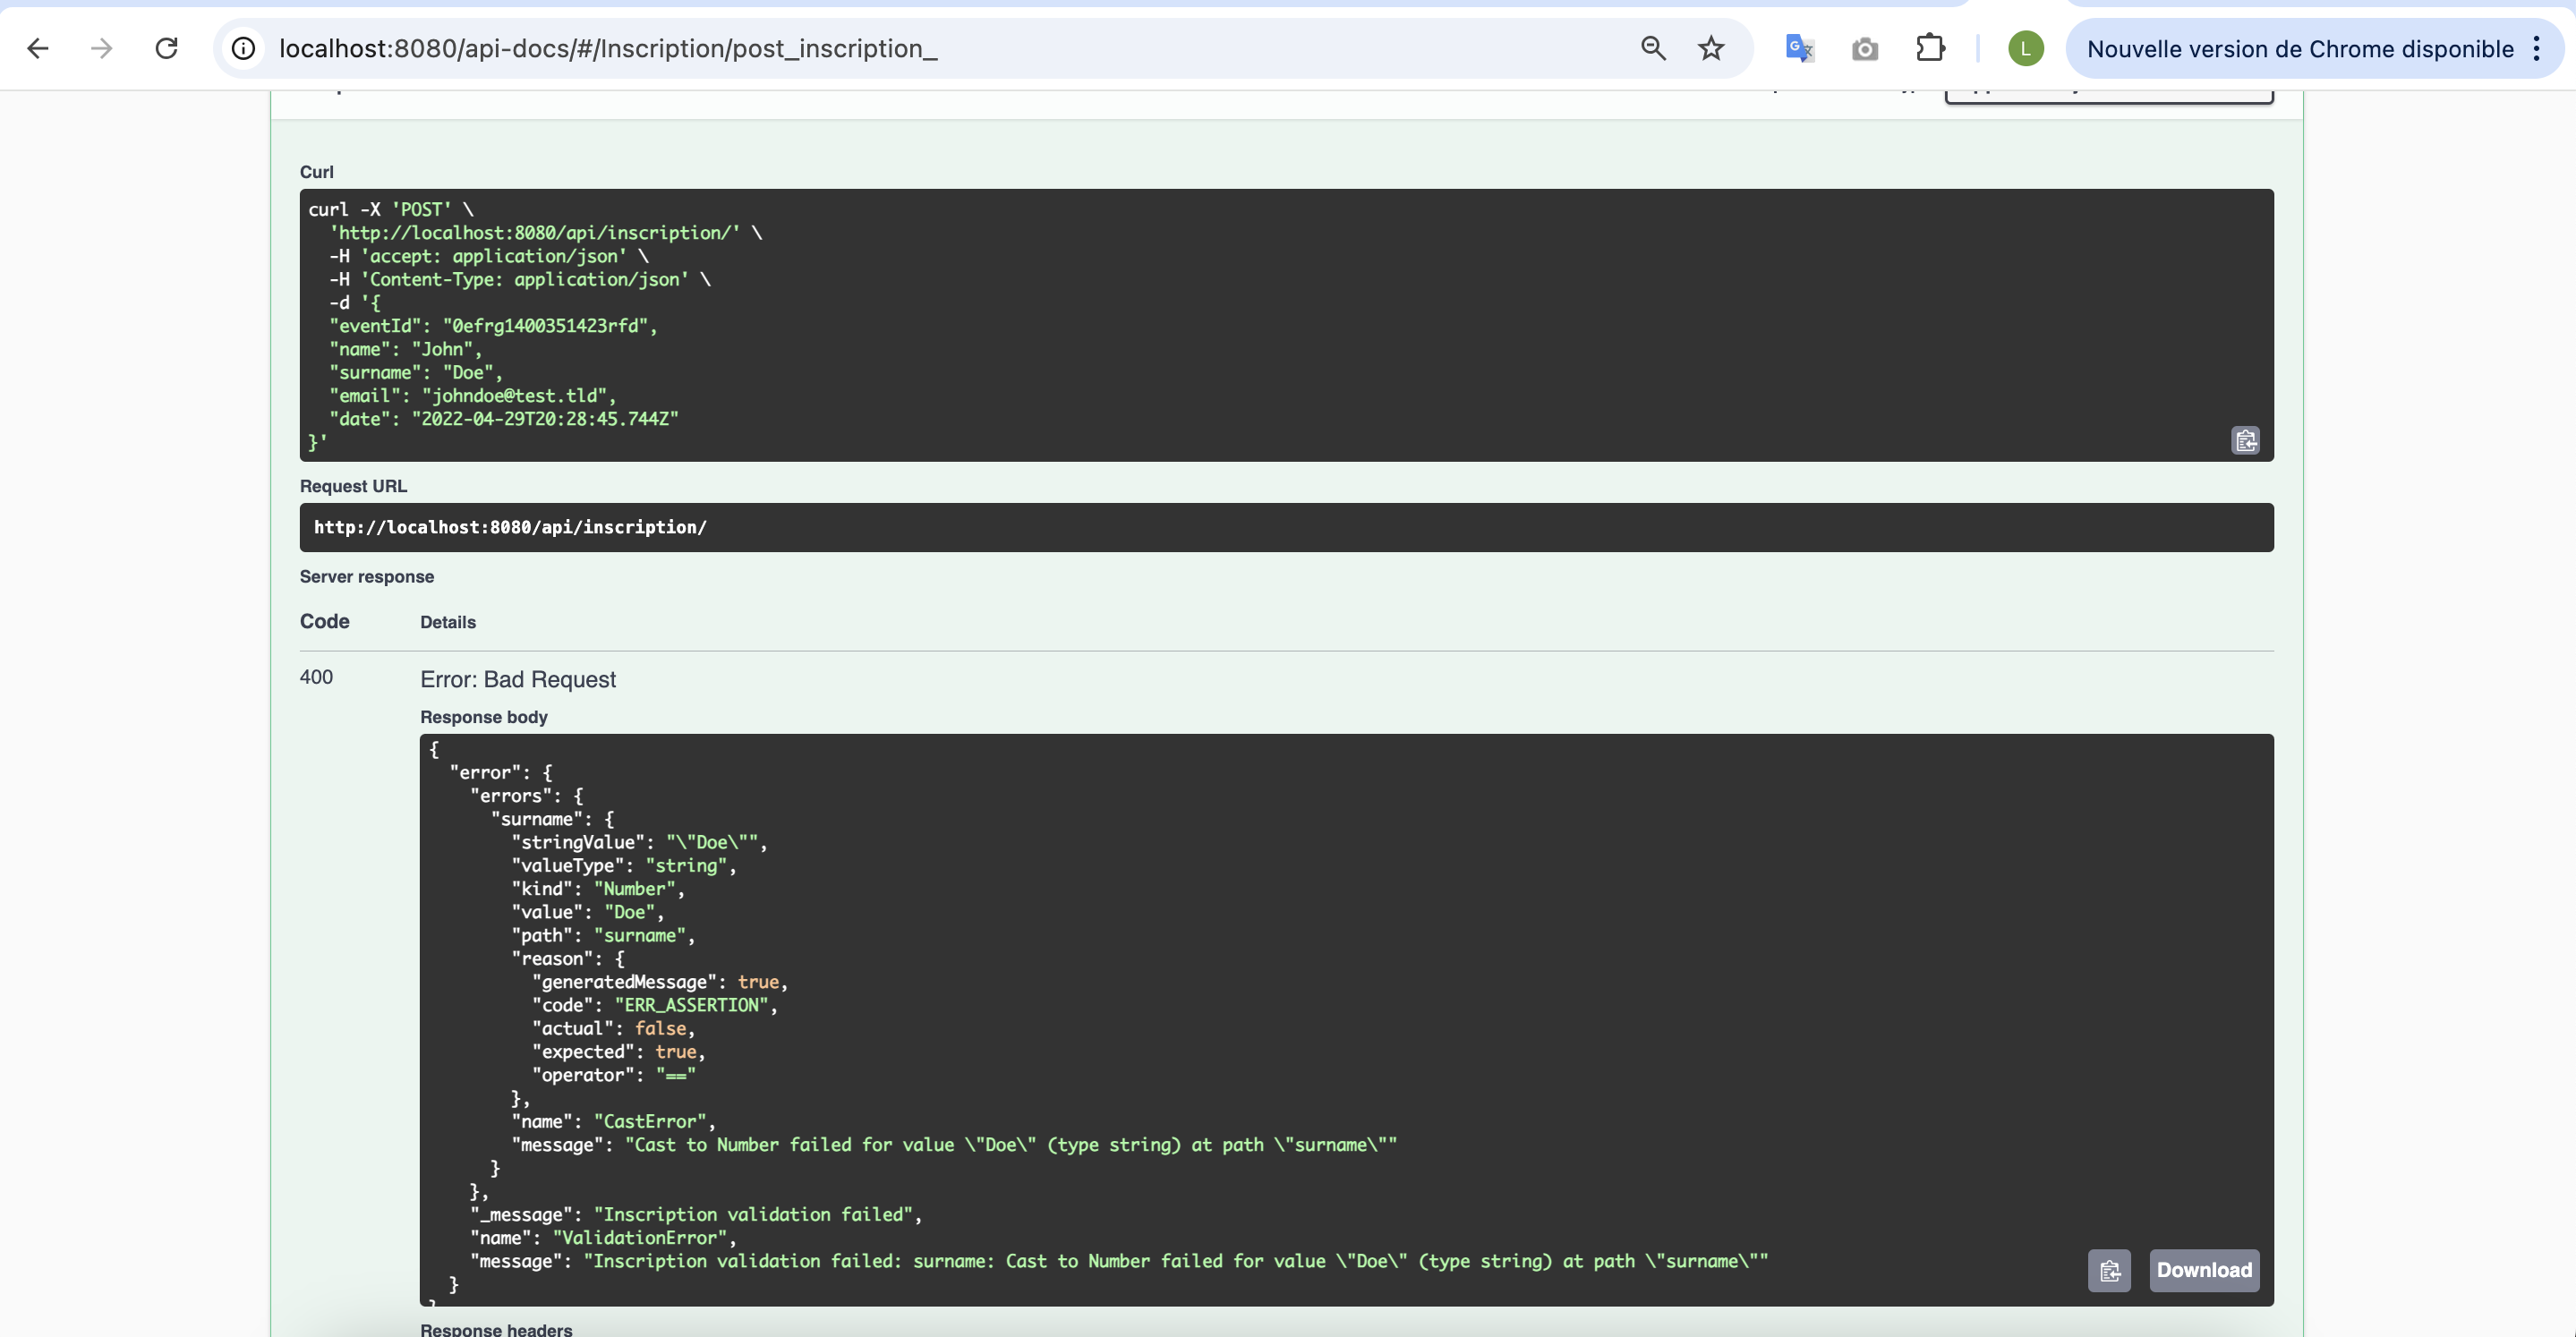 localhost:8080/api-docs/#/Inscription/post_inscription_
L
Nouvelle version de Chrome disponible
Curl
curl -X 'POST' \
'http://localhost:8080/api/inscription/' \
-H 'accept: application/json' \
-H 'Content-Type: application/json' \
-d '{
"eventId": "0efrg1400351423rfd",
"name": "John",
"surname": "Doe",
"email": "johndoe@test.tld",
"date": "2022-04-29T20:28:45.744Z"
}'
Request URL
http://localhost:8080/api/inscription/
Server response
Code Details
400 Error: Bad Request
Response body
{
"error": {
"errors": {
"surname": {
"stringValue": "\"Doe\"",
"valueType": "string",
"kind": "Number",
"value": "Doe",
"path": "surname",
"reason": {
"generatedMessage": true,
"code": "ERR_ASSERTION",
"actual": false,
"expected": true,
"operator": "=="
},
"name": "CastError",
"message": "Cast to Number failed for value \"Doe\" (type string) at path \"surname\""
}
},
"_message": "Inscription validation failed",
"name": "ValidationError",
"message": "Inscription validation failed: surname: Cast to Number failed for value \"Doe\" (type string) at path \"surname\""
}
}
Download
Response headers